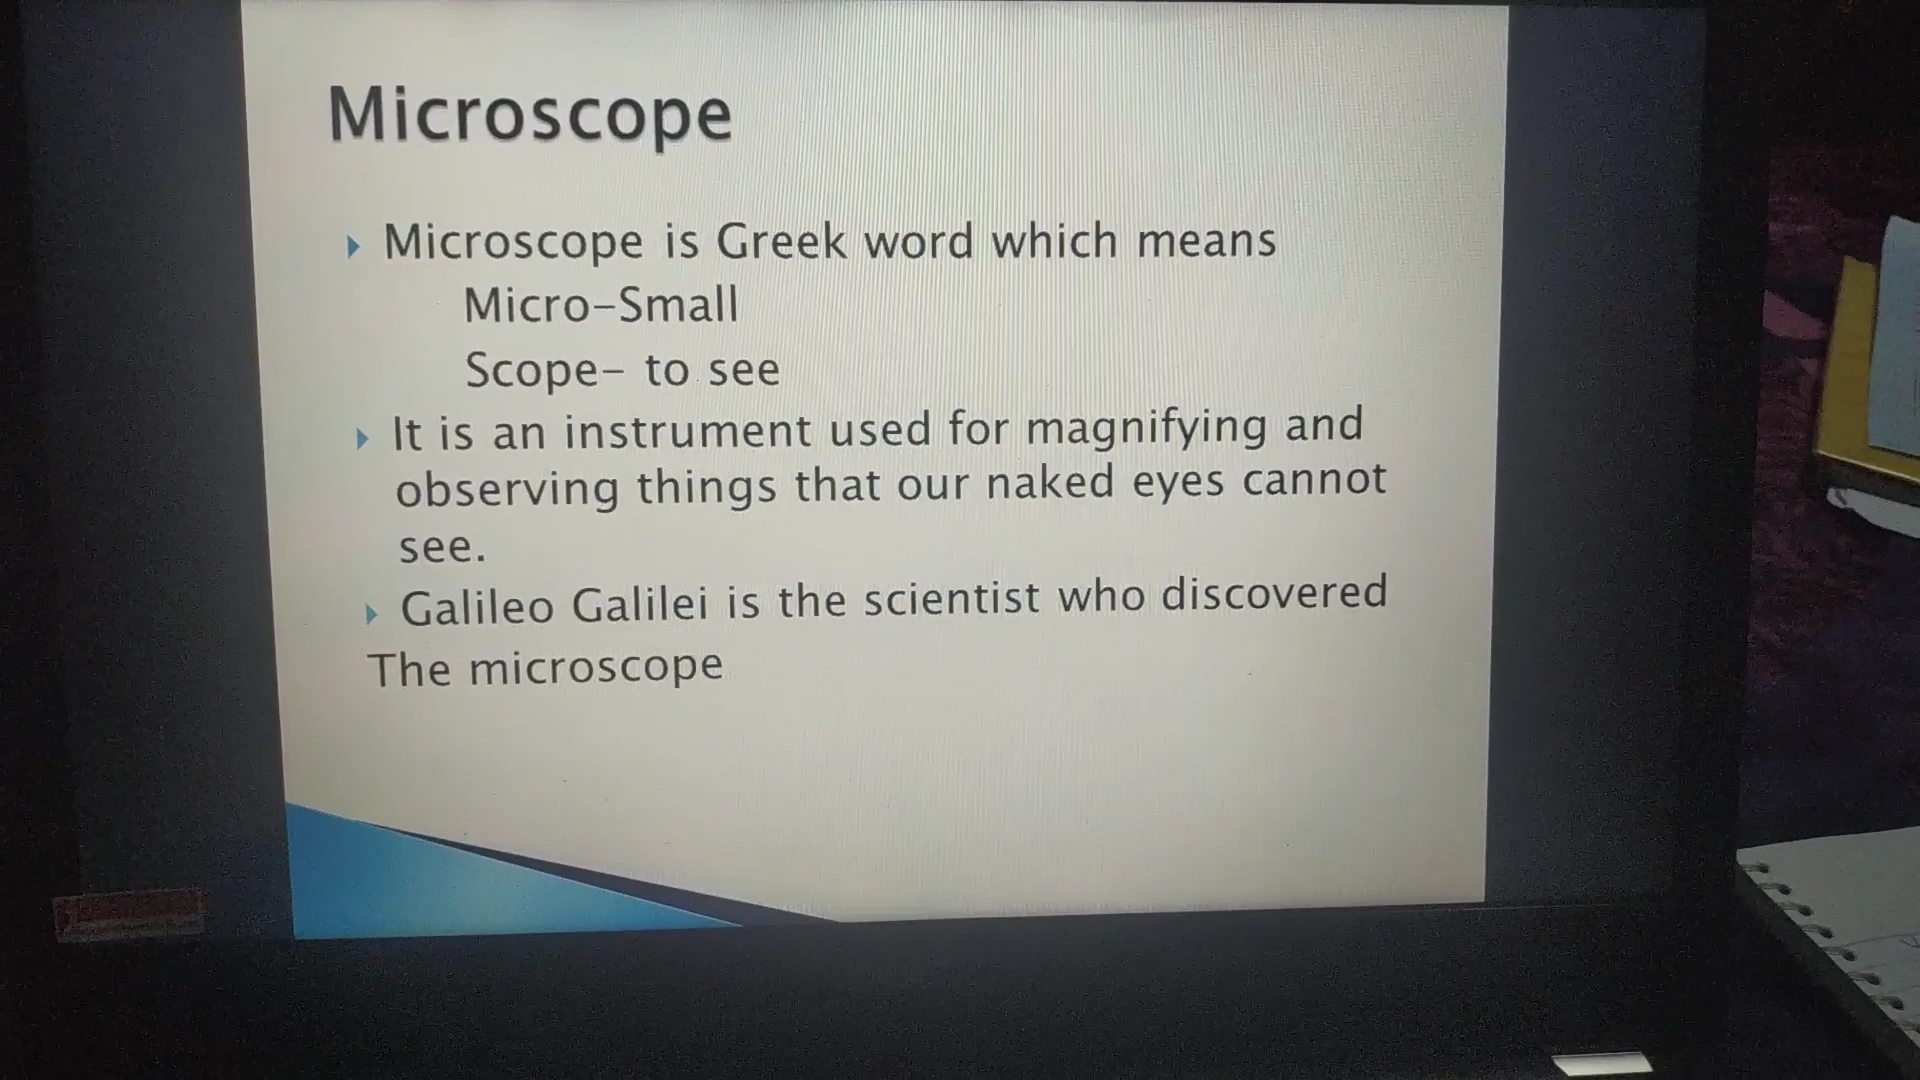 Microscope
Microscope is Greek word which means
Micro-Small
Scope- to see
It is an instrument used for magnifying and
observing things that our naked eyes cannot
see.
Galileo Galilei is the scientist who discovered
The microscope